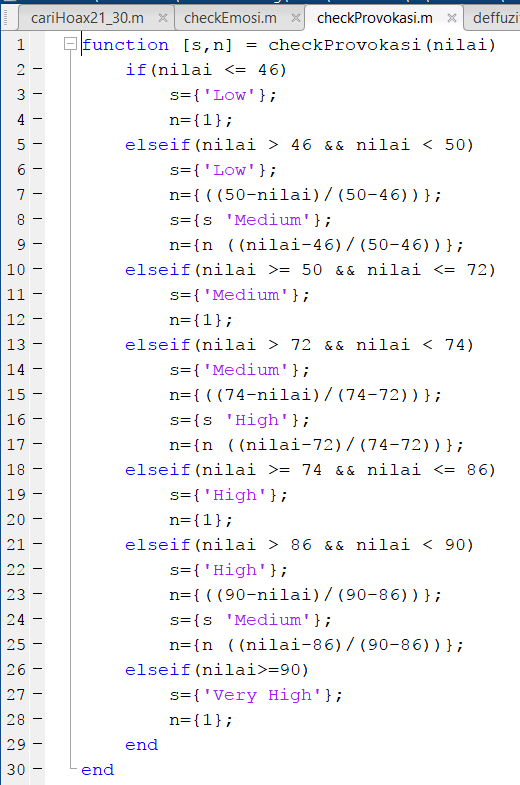 cariHoax21_30.m × checkEmosi.m × checkProvokasi.m × deffuzi
1 function [s,n] = checkProvokasi(nilai)
2 if(nilai <= 46)
3 s={'Low'};
4 n={1};
5 elseif(nilai > 46 && nilai < 50)
6 s={'Low'};
7 n={((50-nilai)/(50-46))};
8 s={s 'Medium'};
9 n={n ((nilai-46)/(50-46))};
10 elseif(nilai >= 50 && nilai <= 72)
11 s={'Medium'};
12 n={1};
13 elseif(nilai > 72 && nilai < 74)
14 s={'Medium'};
15 n={((74-nilai)/(74-72))};
16 s={s 'High'};
17 n={n ((nilai-72)/(74-72))};
18 elseif(nilai >= 74 && nilai <= 86)
19 s={'High'};
20 n={1};
21 elseif(nilai > 86 && nilai < 90)
22 s={'High'};
23 n={((90-nilai)/(90-86))};
24 s={s 'Medium'};
25 n={n ((nilai-86)/(90-86))};
26 elseif(nilai>=90)
27 s={'Very High'};
28 n={1};
29 end
30 end